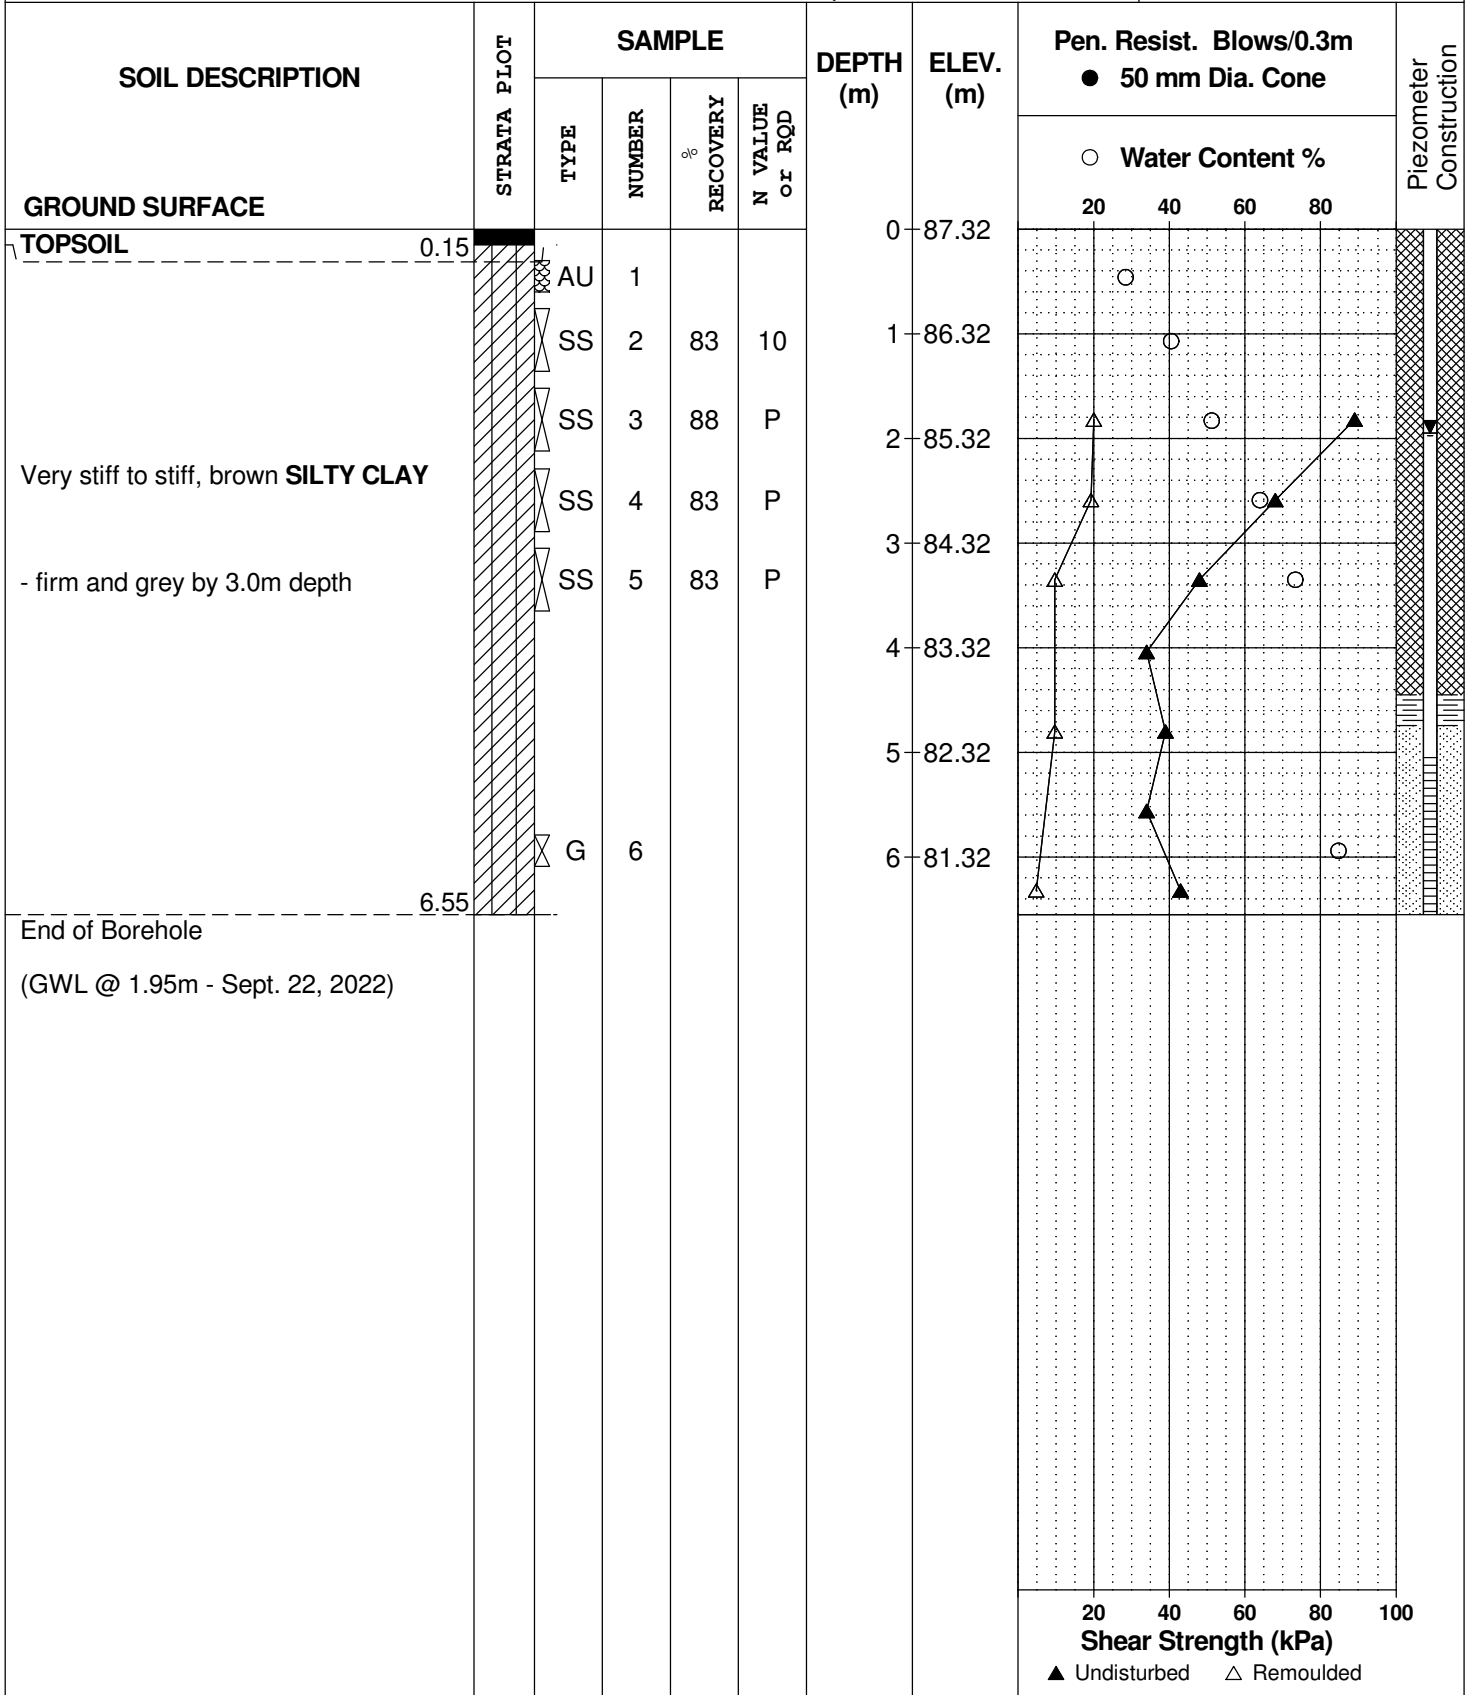 SOIL DESCRIPTION
GROUND SURFACE
STRATA PLOT
SAMPLE
TYPE
NUMBER
% RECOVERY
N VALUE or RQD
DEPTH (m)
ELEV. (m)
Pen. Resist. Blows/0.3m
● 50 mm Dia. Cone
○ Water Content %
20 40 60 80
Piezometer Construction
TOPSOIL 0.15
0 87.32
AU 1
SS 2 83 10
1 86.32
SS 3 88 P
2 85.32
Very stiff to stiff, brown SILTY CLAY
SS 4 83 P
3 84.32
- firm and grey by 3.0m depth
SS 5 83 P
4 83.32
5 82.32
G 6
6 81.32
6.55
End of Borehole
(GWL @ 1.95m - Sept. 22, 2022)
20 40 60 80 100
Shear Strength (kPa)
▲ Undisturbed △ Remoulded